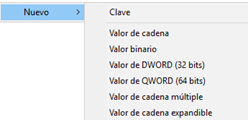 Nuevo
Clave
Valor de cadena
Valor binario
Valor de DWORD (32 bits)
Valor de QWORD (64 bits)
Valor de cadena múltiple
Valor de cadena expandible